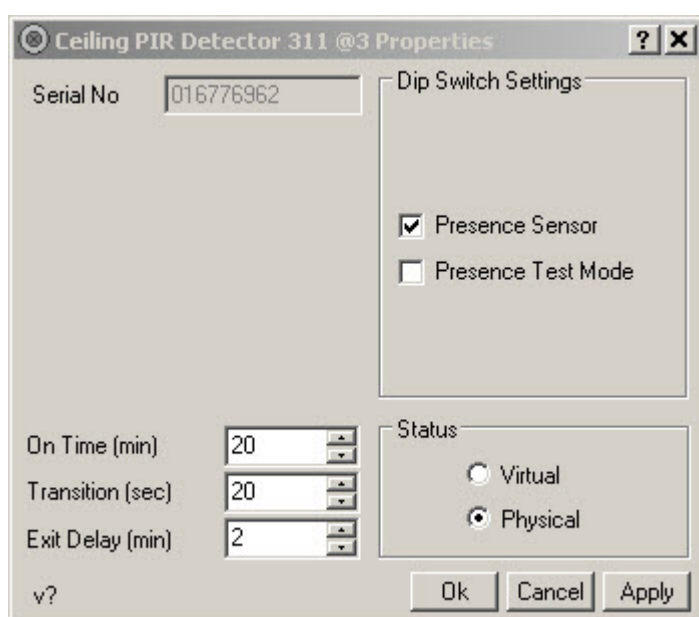 Ceiling PIR Detector 311 @3 Properties
Serial No 016776962
Dip Switch Settings
Presence Sensor
Presence Test Mode
On Time (min) 20
Transition (sec) 20
Exit Delay (min) 2
Status
Virtual
Physical
v?
Ok Cancel Apply